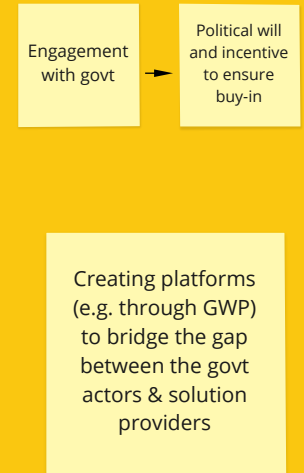 Engagement
with govt
Political will
and incentive
to ensure
buy-in
Creating platforms
(e.g. through GWP)
to bridge the gap
between the govt
actors & solution
providers